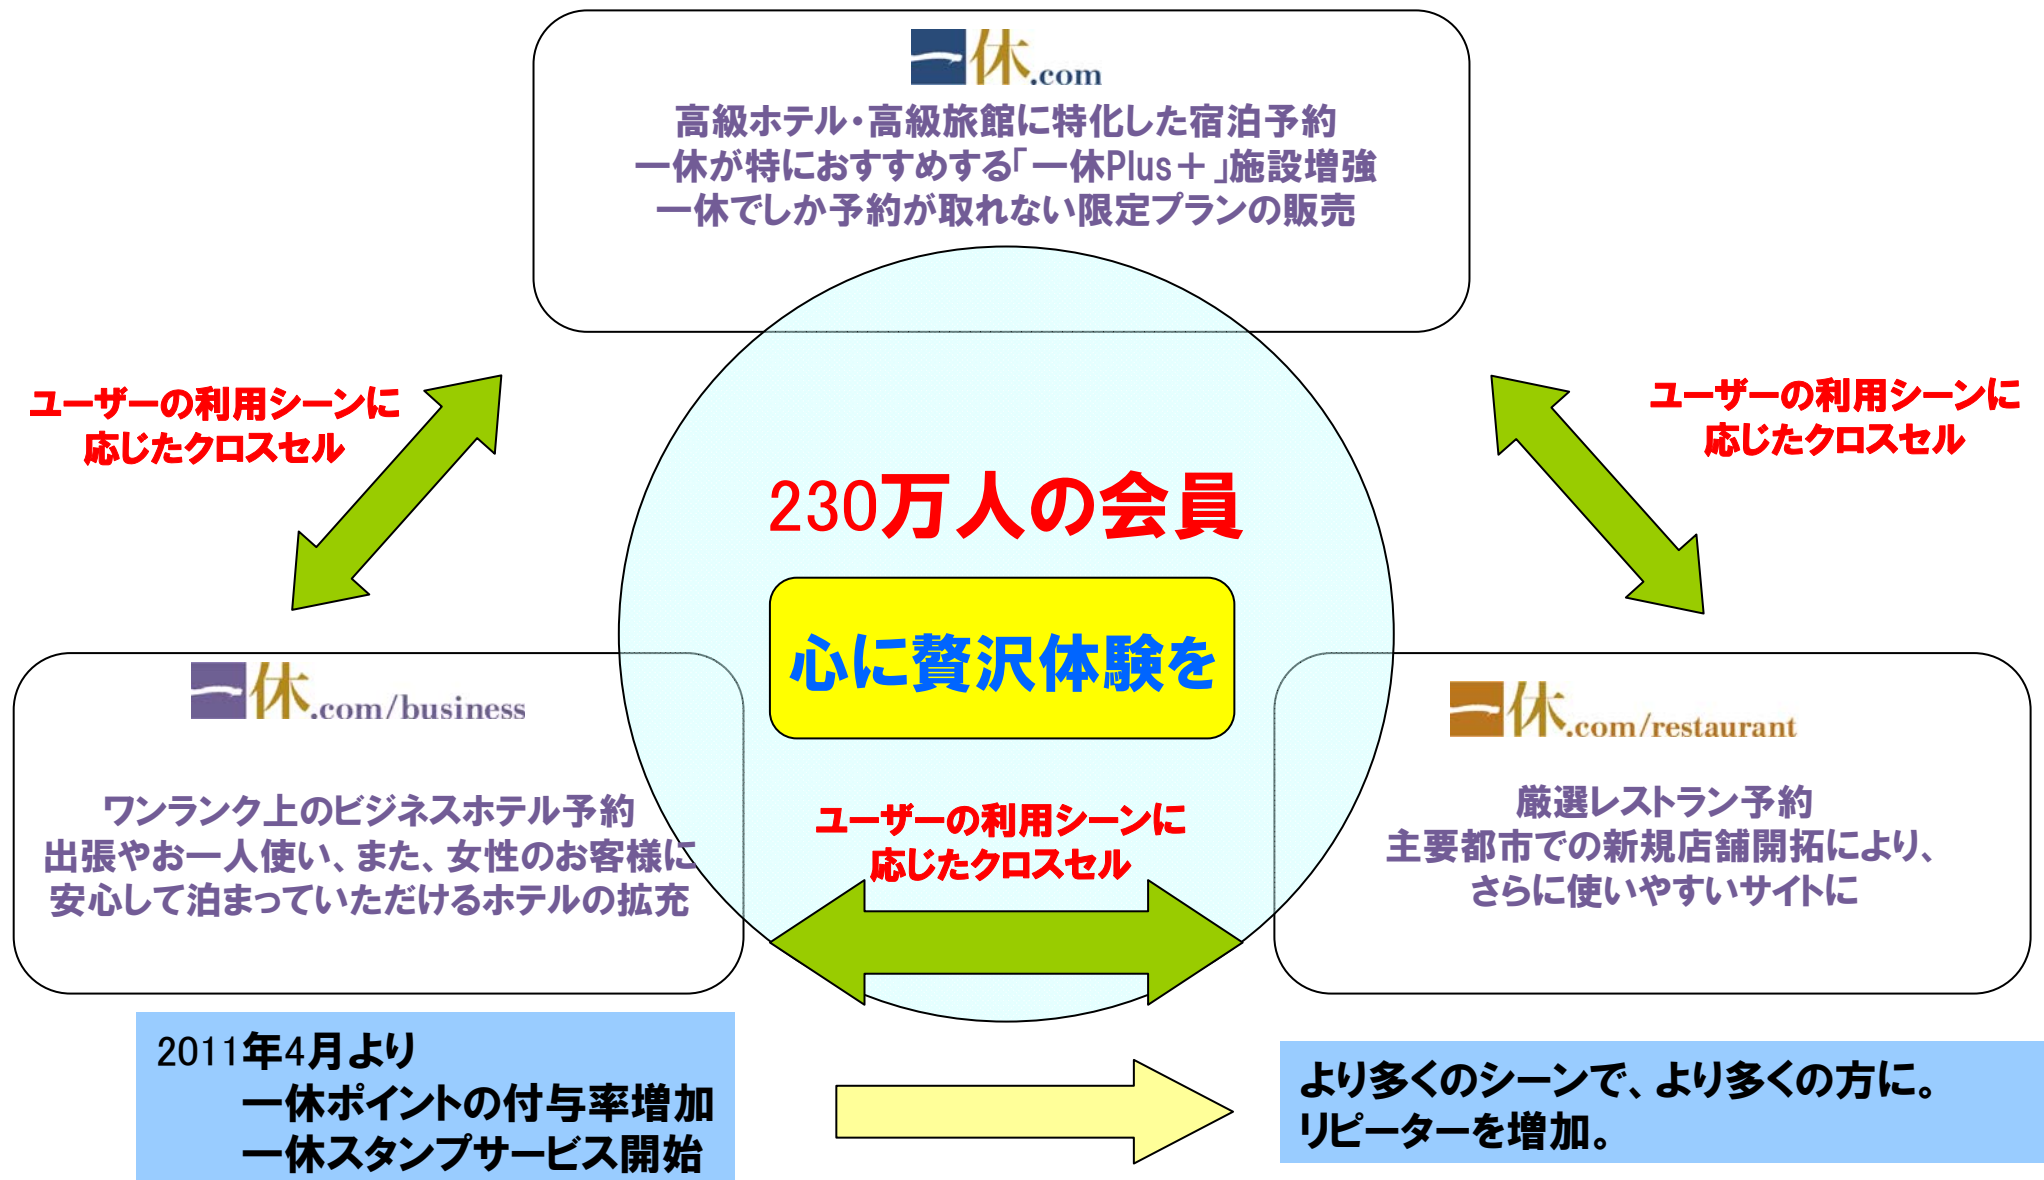 一休.com
高級ホテル・高級旅館に特化した宿泊予約
一休が特におすすめする「一休Plus+」施設増強
一休でしか予約が取れない限定プランの販売
ユーザーの利用シーンに
応じたクロスセル
ユーザーの利用シーンに
応じたクロスセル
230万人の会員
心に贅沢体験を
一休.com/business
ワンランク上のビジネスホテル予約
出張やお一人使い、また、女性のお客様に
安心して泊まっていただけるホテルの拡充
ユーザーの利用シーンに
応じたクロスセル
一休.com/restaurant
厳選レストラン予約
主要都市での新規店舗開拓により、
さらに使いやすいサイトに
2011年4月より
一休ポイントの付与率増加
一休スタンプサービス開始
より多くのシーンで、より多くの方に。
リピーターを増加。